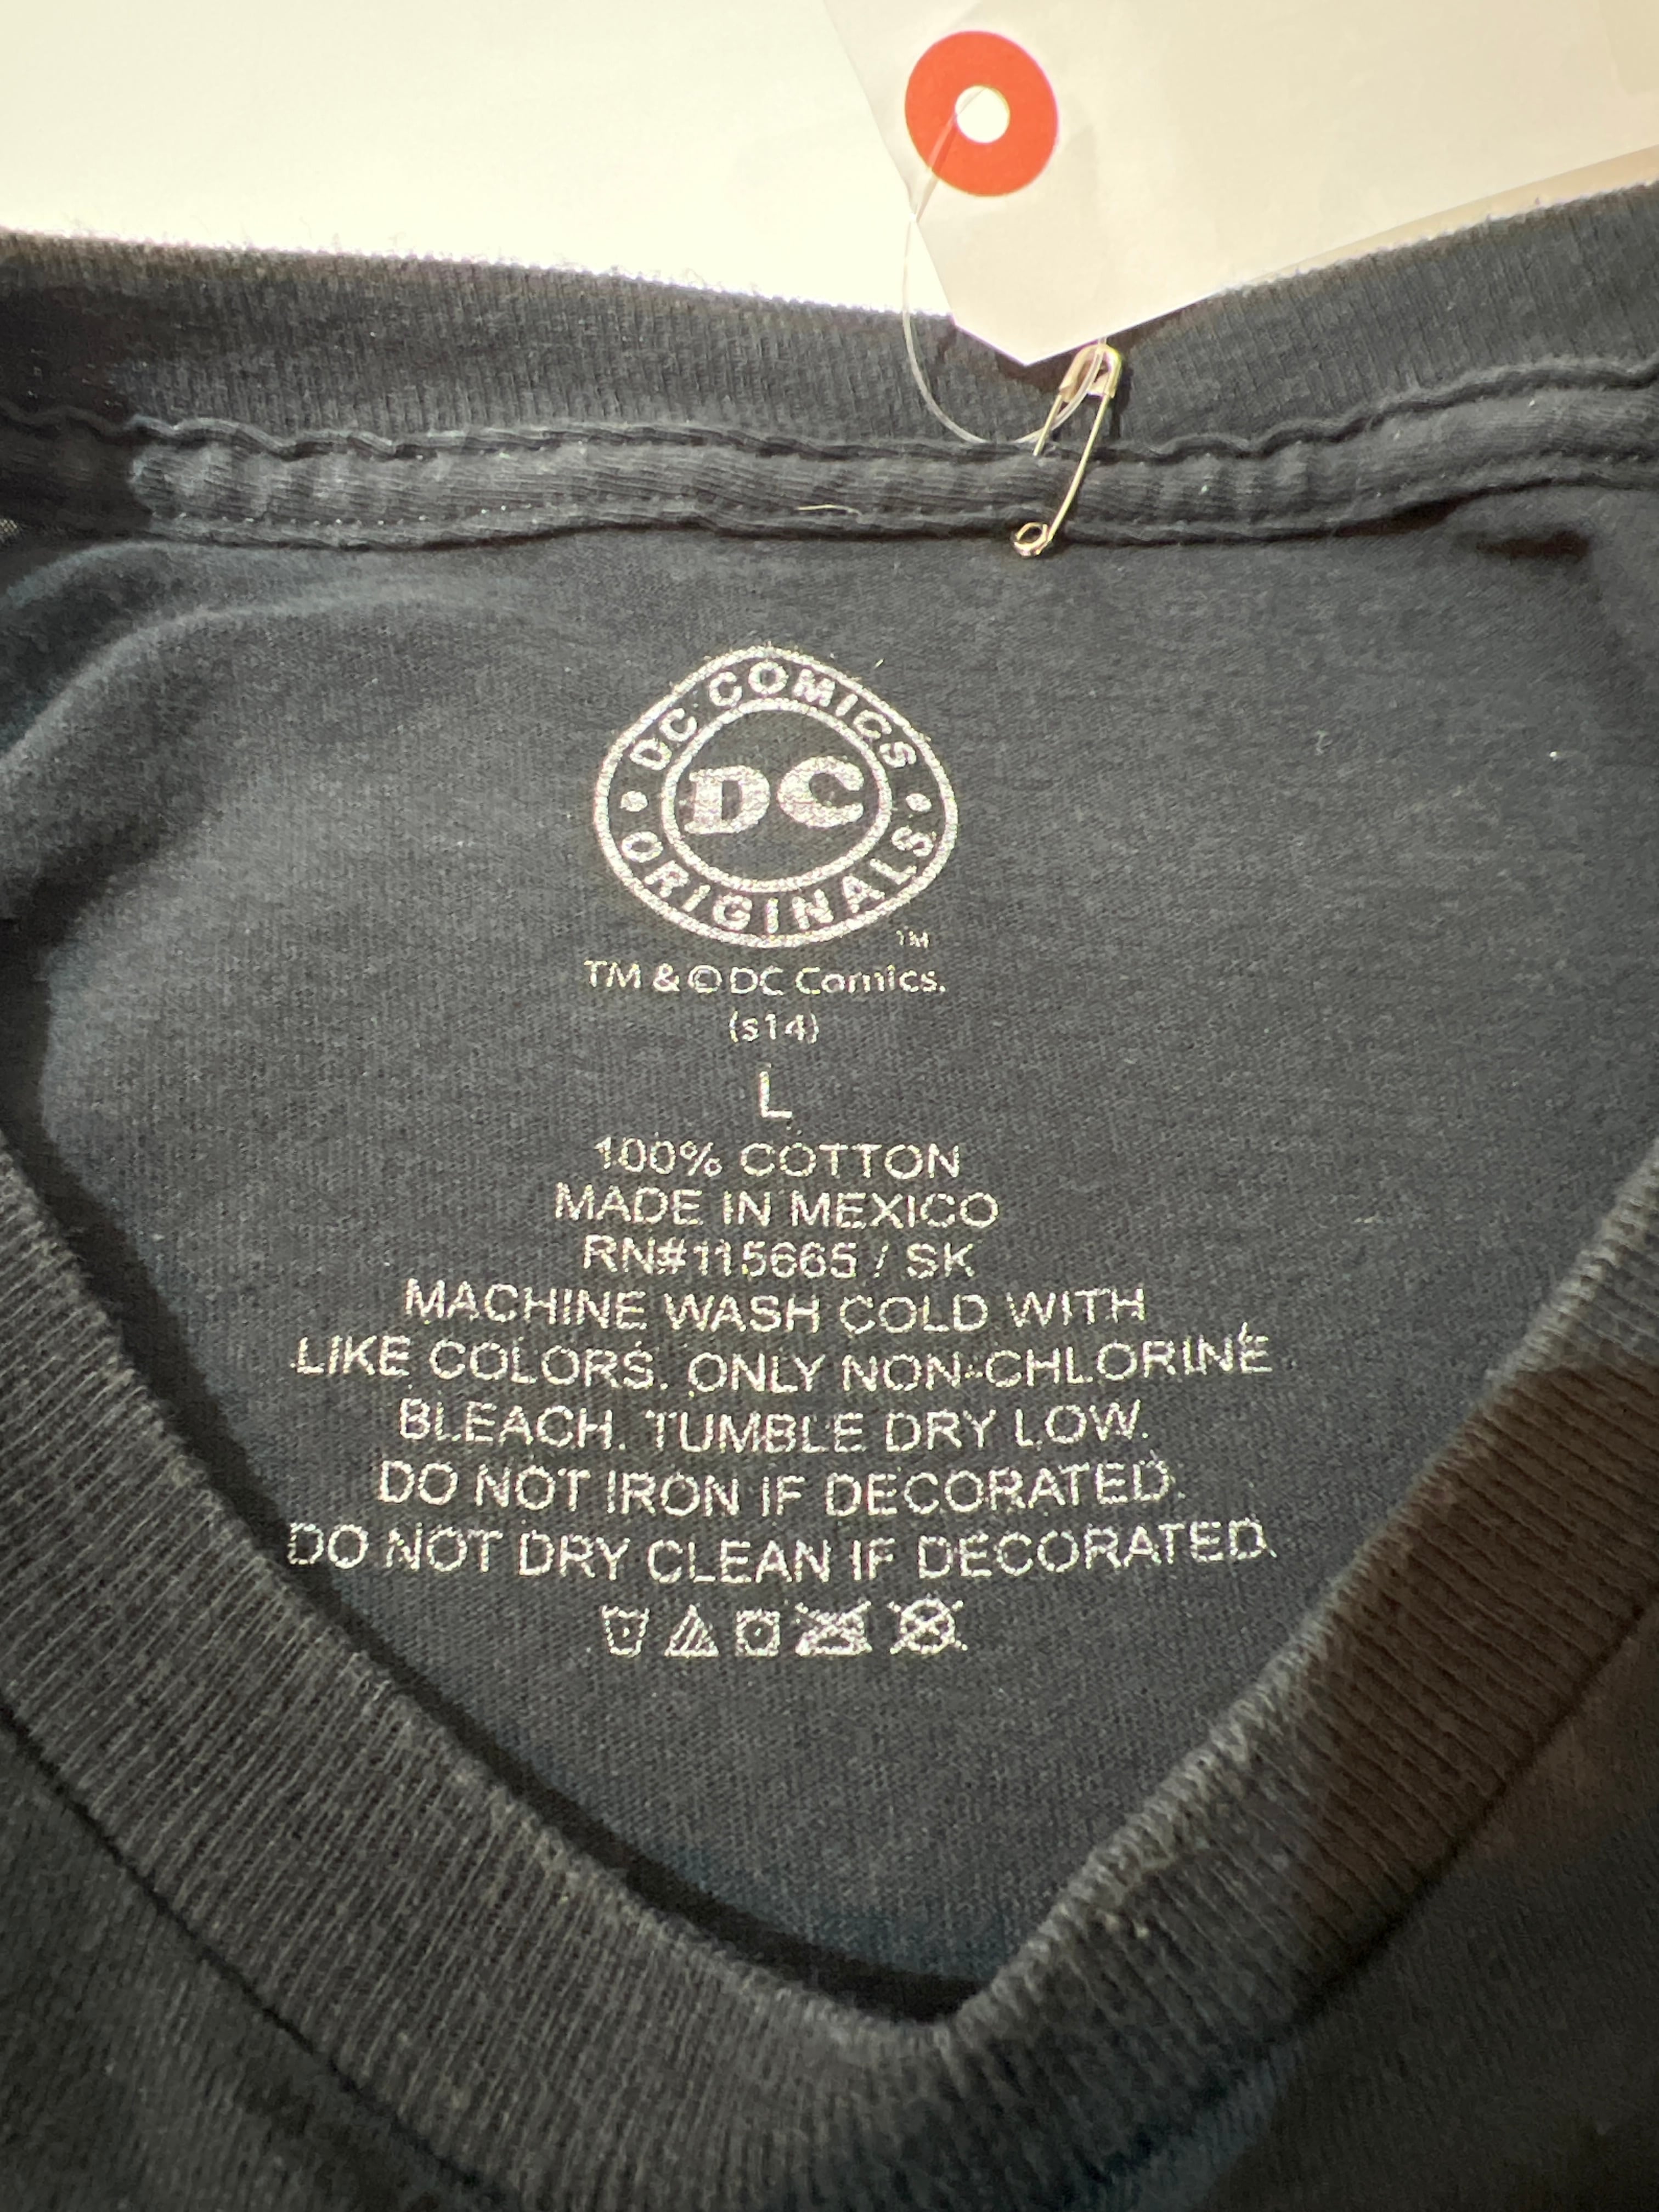 DC COMICS
DC
ORIGINALS
TM
TM & © DC Comics.
(s14)
L
100% COTTON
MADE IN MEXICO
RN#115665 / SK
MACHINE WASH COLD WITH
LIKE COLORS. ONLY NON-CHLORINE
BLEACH. TUMBLE DRY LOW.
DO NOT IRON IF DECORATED.
DO NOT DRY CLEAN IF DECORATED.